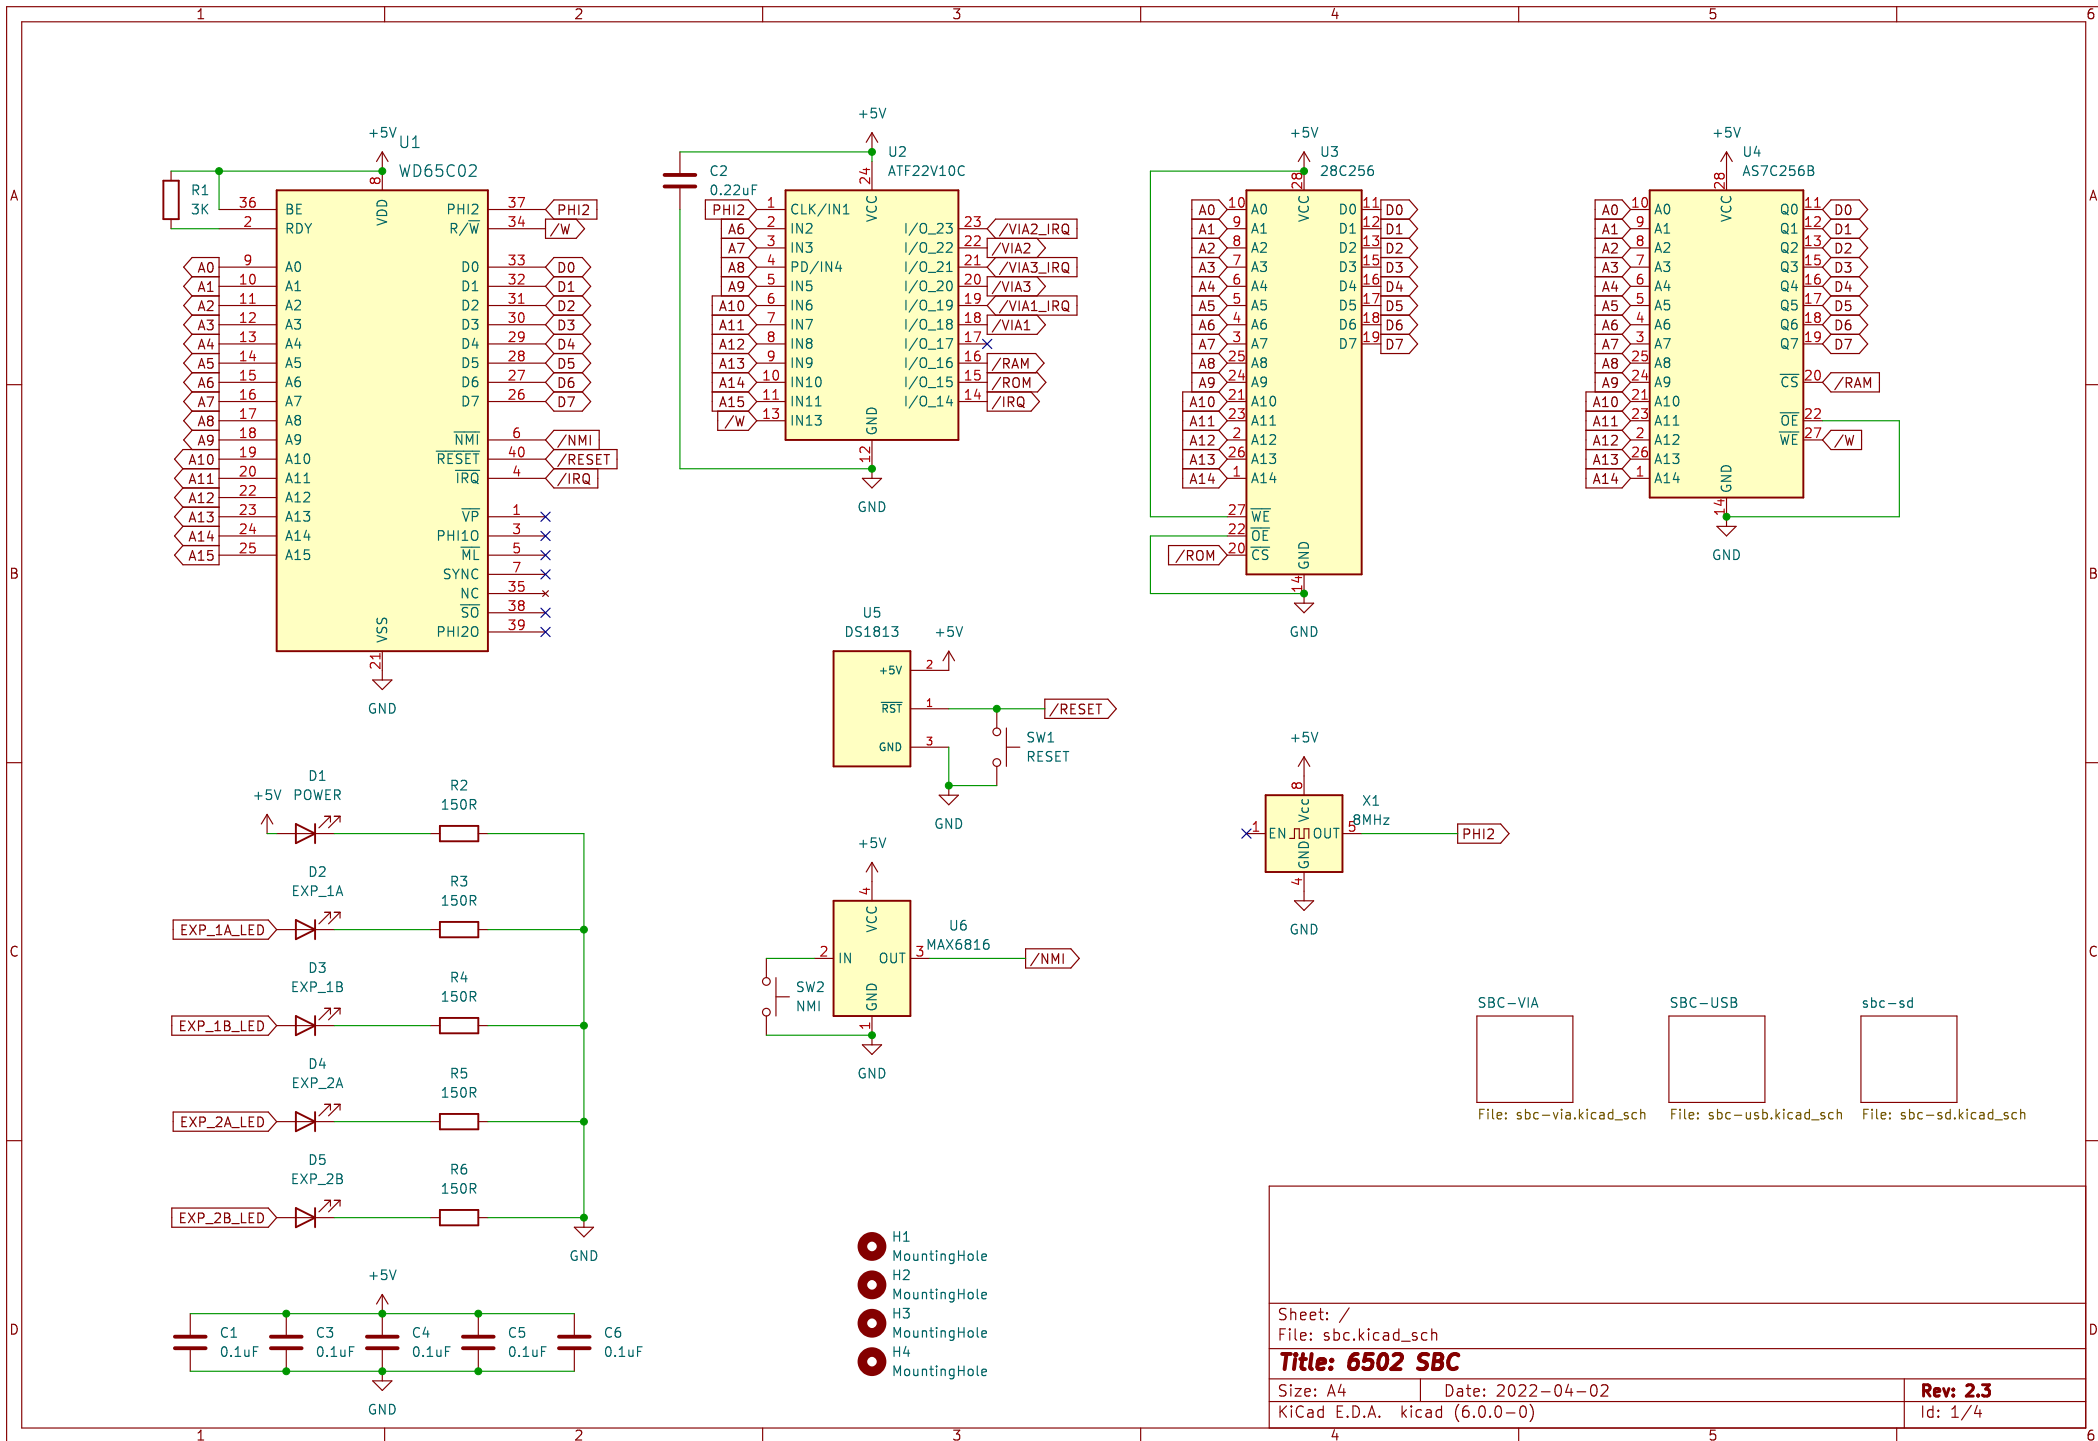 1 2 3 4 5 6
A
B
C
D
+5V
U1
WD65C02
R1
3K
8
VDD
36 BE
2 RDY
A0 9 A0
A1 10 A1
A2 11 A2
A3 12 A3
A4 13 A4
A5 14 A5
A6 15 A6
A7 16 A7
A8 17 A8
A9 18 A9
A10 19 A10
A11 20 A11
A12 22 A12
A13 23 A13
A14 24 A14
A15 25 A15
PHI2 37 PHI2
R/W 34 /W
D0 33 D0
D1 32 D1
D2 31 D2
D3 30 D3
D4 29 D4
D5 28 D5
D6 27 D6
D7 26 D7
NMI 6 /NMI
RESET 40 /RESET
IRQ 4 /IRQ
VP 1
PHI1O 3
ML 5
SYNC 7
NC 35
SO 38
PHI2O 39
VSS
21
GND
+5V
U2
ATF22V10C
C2
0.22uF
24
VCC
PHI2 1 CLK/IN1
A6 2 IN2
A7 3 IN3
A8 4 PD/IN4
A9 5 IN5
A10 6 IN6
A11 7 IN7
A12 8 IN8
A13 9 IN9
A14 10 IN10
A15 11 IN11
/W 13 IN13
I/O_23 23 /VIA2_IRQ
I/O_22 22 /VIA2
I/O_21 21 /VIA3_IRQ
I/O_20 20 /VIA3
I/O_19 19 /VIA1_IRQ
I/O_18 18 /VIA1
I/O_17 17
I/O_16 16 /RAM
I/O_15 15 /ROM
I/O_14 14 /IRQ
GND
12
GND
+5V
U3
28C256
28
VCC
A0 10 A0
A1 9 A1
A2 8 A2
A3 7 A3
A4 6 A4
A5 5 A5
A6 4 A6
A7 3 A7
A8 25 A8
A9 24 A9
A10 21 A10
A11 23 A11
A12 2 A12
A13 26 A13
A14 1 A14
27 WE
22 OE
/ROM 20 CS
D0 11 D0
D1 12 D1
D2 13 D2
D3 15 D3
D4 16 D4
D5 17 D5
D6 18 D6
D7 19 D7
GND
14
GND
+5V
U4
AS7C256B
28
VCC
A0 10 A0
A1 9 A1
A2 8 A2
A3 7 A3
A4 6 A4
A5 5 A5
A6 4 A6
A7 3 A7
A8 25 A8
A9 24 A9
A10 21 A10
A11 23 A11
A12 2 A12
A13 26 A13
A14 1 A14
Q0 11 D0
Q1 12 D1
Q2 13 D2
Q3 15 D3
Q4 16 D4
Q5 17 D5
Q6 18 D6
Q7 19 D7
CS 20 /RAM
OE 22
WE 27 /W
GND
14
GND
U5
DS1813
+5V
+5V 2
RST 1
GND 3
/RESET
SW1
RESET
GND
+5V
4
VCC
U6
MAX6816
2 IN
OUT 3
/NMI
SW2
NMI
GND
1
GND
+5V
8
Vcc
X1
8MHz
1 EN
OUT 5
PHI2
GND
4
GND
D1
POWER
+5V
R2
150R
D2
EXP_1A
EXP_1A_LED
R3
150R
D3
EXP_1B
EXP_1B_LED
R4
150R
D4
EXP_2A
EXP_2A_LED
R5
150R
D5
EXP_2B
EXP_2B_LED
R6
150R
GND
+5V
C1
0.1uF
C3
0.1uF
C4
0.1uF
C5
0.1uF
C6
0.1uF
GND
H1
MountingHole
H2
MountingHole
H3
MountingHole
H4
MountingHole
SBC-VIA
File: sbc-via.kicad_sch
SBC-USB
File: sbc-usb.kicad_sch
sbc-sd
File: sbc-sd.kicad_sch
Sheet: /
File: sbc.kicad_sch
Title: 6502 SBC
Size: A4 Date: 2022-04-02 Rev: 2.3
KiCad E.D.A. kicad (6.0.0-0) Id: 1/4
A
B
C
D
1 2 3 4 5 6